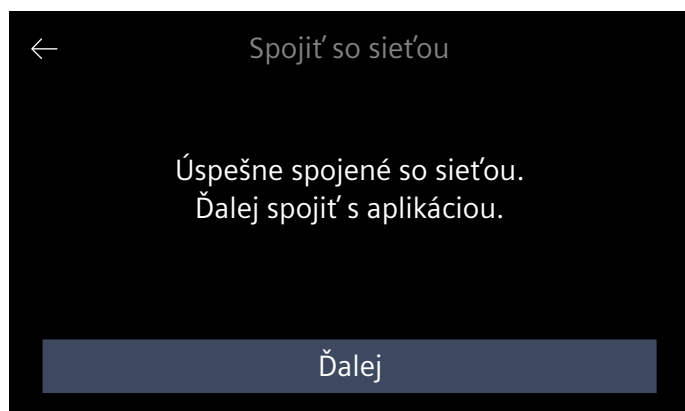 Spojiť so sieťou
Úspešne spojené so sieťou.
Ďalej spojiť s aplikáciou.
Ďalej